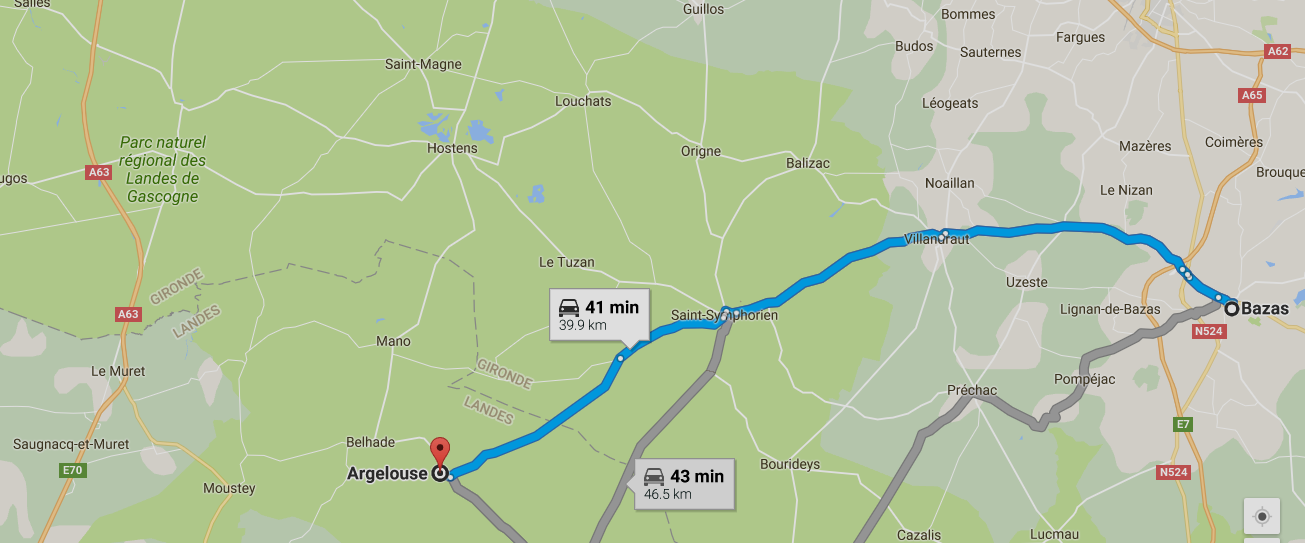 Salles
Guillos
Bommes
Fargues
Budos
Sauternes
A62
Saint-Magne
Louchats
Léogeats
A65
Parc naturel
régional des
Landes de
Gascogne
Hostens
Origne
Balizac
Mazères
Coimères
A63
ugos
Noaillan
Le Nizan
Brouque
Villandraut
GIRONDE
LANDES
Le Tuzan
Uzeste
A63
41 min
39.9 km
Saint-Symphorien
Lignan-de-Bazas
Bazas
N524
Mano
Le Muret
GIRONDE
LANDES
Préchac
Pompéjac
Saugnacq-et-Muret
Belhade
E7
E70
Argelouse
Moustey
43 min
46.5 km
Bourideys
N524
Cazalis
Lucmau